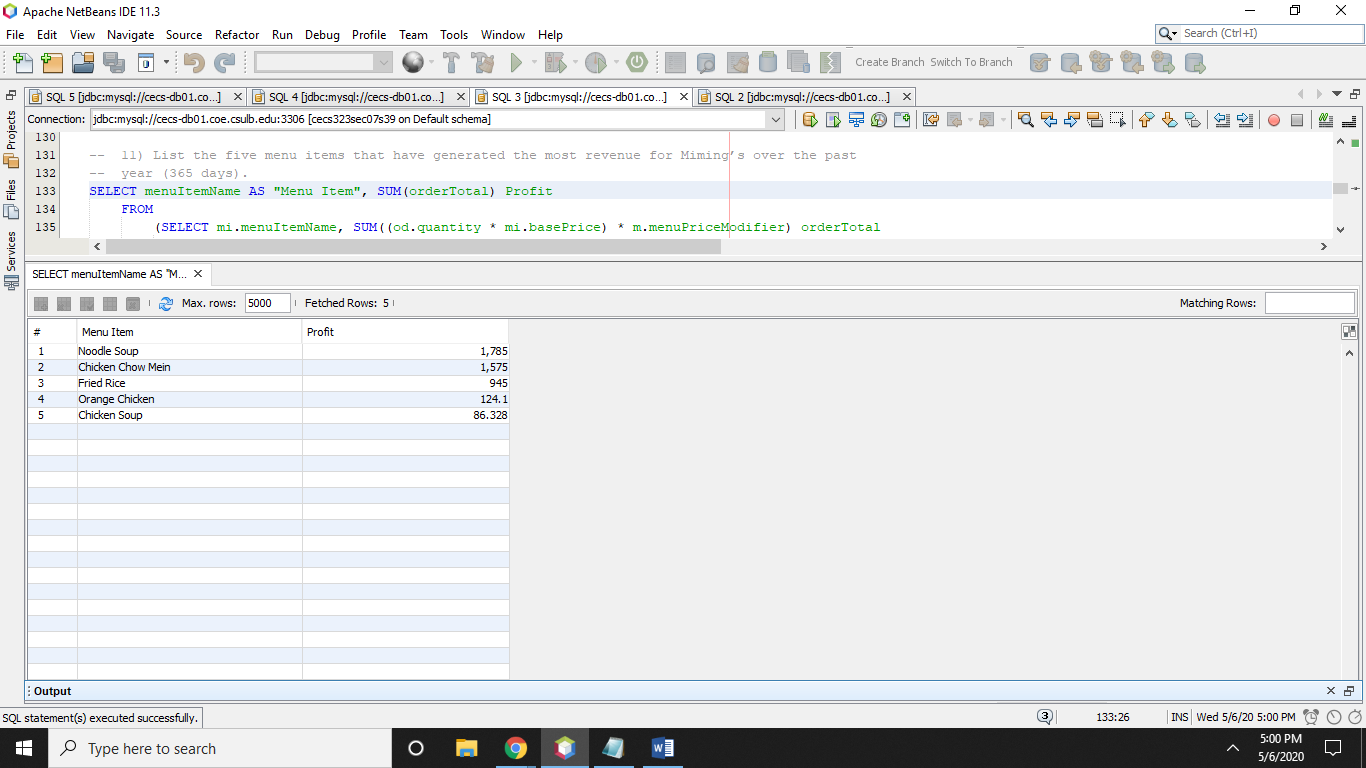 Apache NetBeans IDE 11.3
File Edit View Navigate Source Refactor Run Debug Profile Team Tools Window Help
Search (Ctrl+I)
Create Branch Switch To Branch
SQL 5 [jdbc:mysql://cecs-db01.co...]
SQL 4 [jdbc:mysql://cecs-db01.co...]
SQL 3 [jdbc:mysql://cecs-db01.co...]
SQL 2 [jdbc:mysql://cecs-db01.co...]
Projects
Files
Services
Connection: jdbc:mysql://cecs-db01.coe.csulb.edu:3306 [cecs323sec07s39 on Default schema]
130
131 -- 11) List the five menu items that have generated the most revenue for Miming’s over the past
132 -- year (365 days).
133 SELECT menuItemName AS "Menu Item", SUM(orderTotal) Profit
134 FROM
135 (SELECT mi.menuItemName, SUM((od.quantity * mi.basePrice) * m.menuPriceModifier) orderTotal
SELECT menuItemName AS "M...
Max. rows: 5000 Fetched Rows: 5 Matching Rows:
# Menu Item Profit
1 Noodle Soup 1,785
2 Chicken Chow Mein 1,575
3 Fried Rice 945
4 Orange Chicken 124.1
5 Chicken Soup 86.328
Output
SQL statement(s) executed successfully.
3 133:26 INS Wed 5/6/20 5:00 PM
Type here to search
5:00 PM
5/6/2020